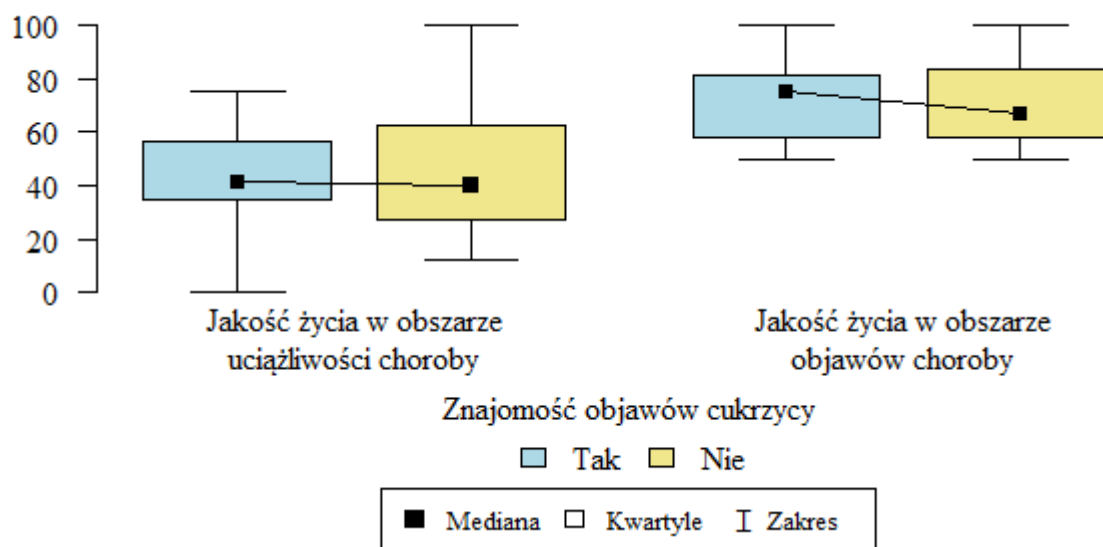 100
80
60
40
20
0
Jakość życia w obszarze
uciążliwości choroby
Jakość życia w obszarze
objawów choroby
Znajomość objawów cukrzycy
Tak Nie
Mediana Kwartyle Zakres